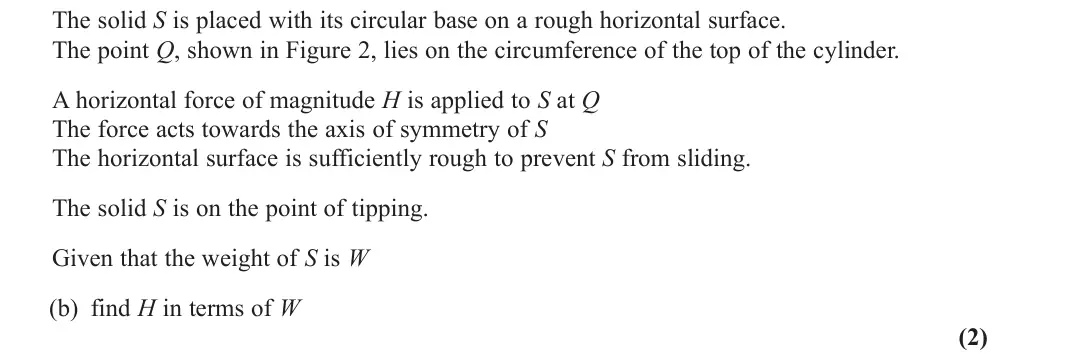 The solid S is placed with its circular base on a rough horizontal surface.
The point Q, shown in Figure 2, lies on the circumference of the top of the cylinder.
A horizontal force of magnitude H is applied to S at Q
The force acts towards the axis of symmetry of S
The horizontal surface is sufficiently rough to prevent S from sliding.
The solid S is on the point of tipping.
Given that the weight of S is W
(b) find H in terms of W
(2)